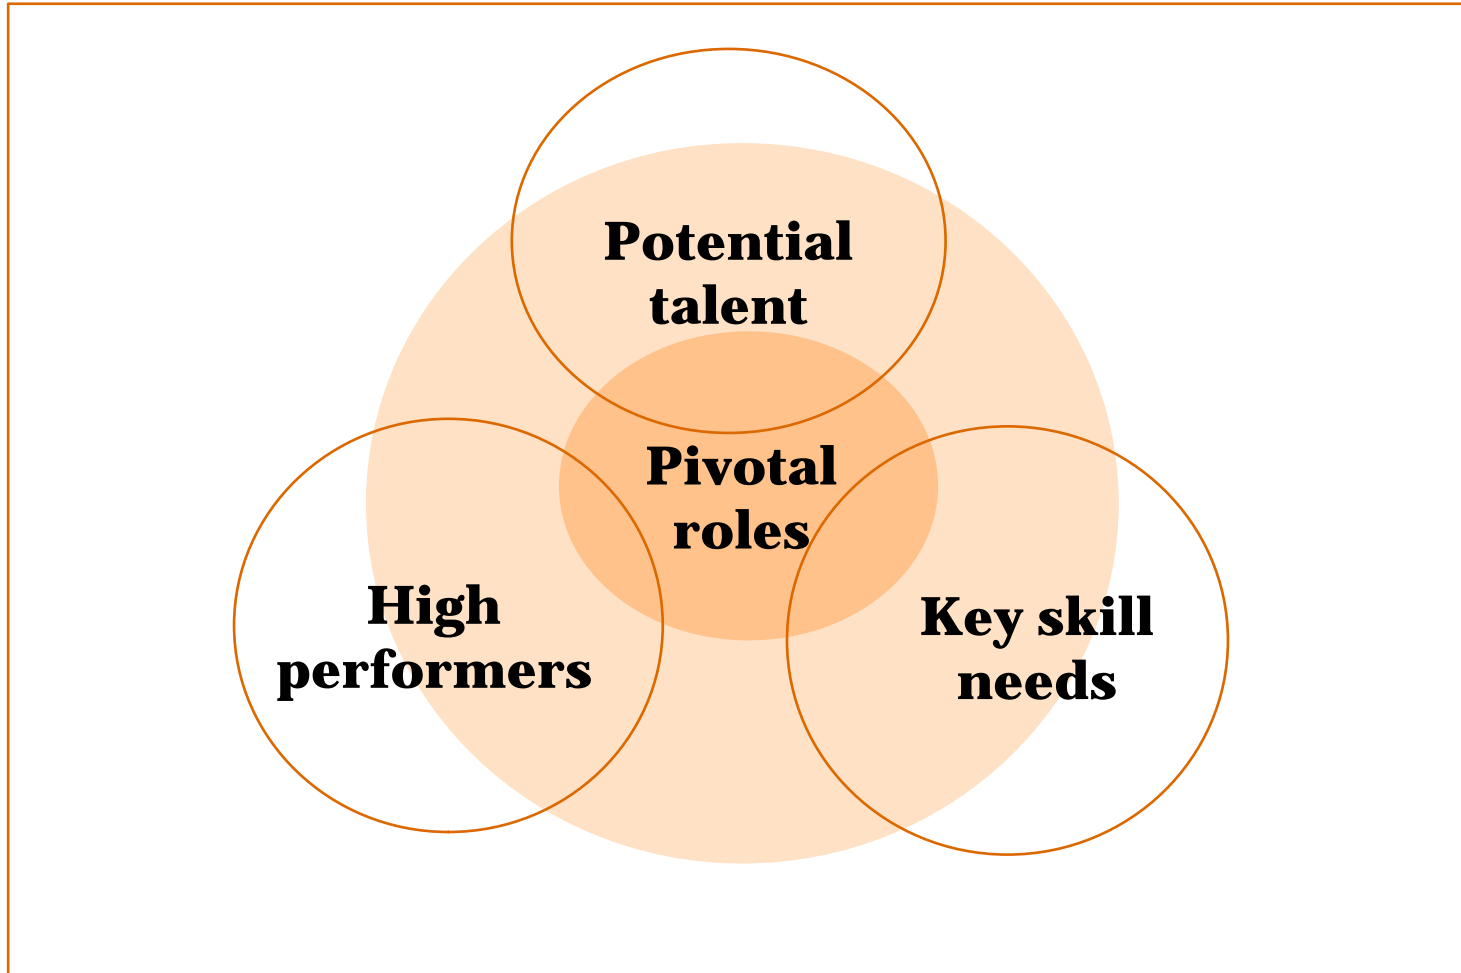 Potential
talent
Pivotal
roles
High
performers
Key skill
needs